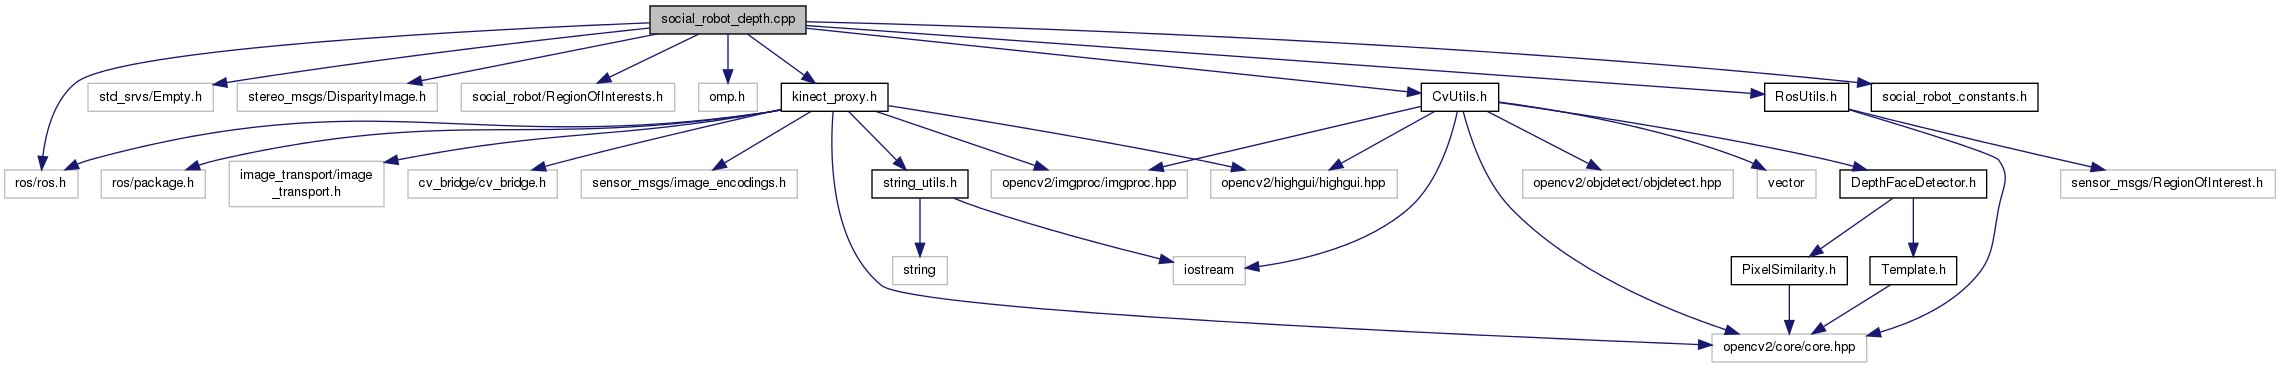 social_robot_depth.cpp
std_srvs/Empty.h
stereo_msgs/DisparityImage.h
social_robot/RegionOfInterests.h
omp.h
kinect_proxy.h
CvUtils.h
RosUtils.h
social_robot_constants.h
ros/ros.h
ros/package.h
image_transport/image
_transport.h
cv_bridge/cv_bridge.h
sensor_msgs/image_encodings.h
string_utils.h
opencv2/imgproc/imgproc.hpp
opencv2/highgui/highgui.hpp
opencv2/objdetect/objdetect.hpp
vector
DepthFaceDetector.h
sensor_msgs/RegionOfInterest.h
string
iostream
PixelSimilarity.h
Template.h
opencv2/core/core.hpp